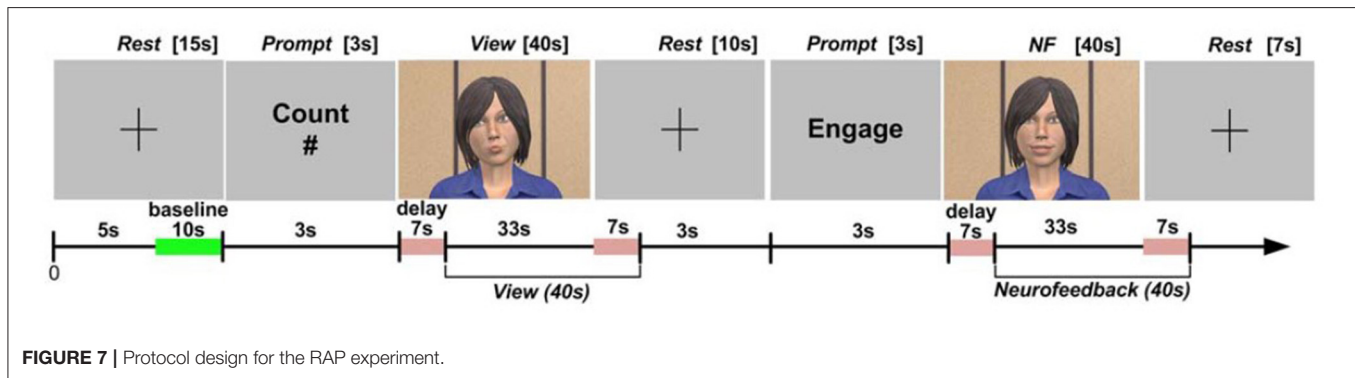 Rest [15s] Prompt [3s] View [40s] Rest [10s] Prompt [3s] NF [40s] Rest [7s]
Count
#
Engage
baseline delay delay
5s 10s 3s 7s 33s 7s 3s 3s 7s 33s 7s
0
View (40s) Neurofeedback (40s)
FIGURE 7 | Protocol design for the RAP experiment.